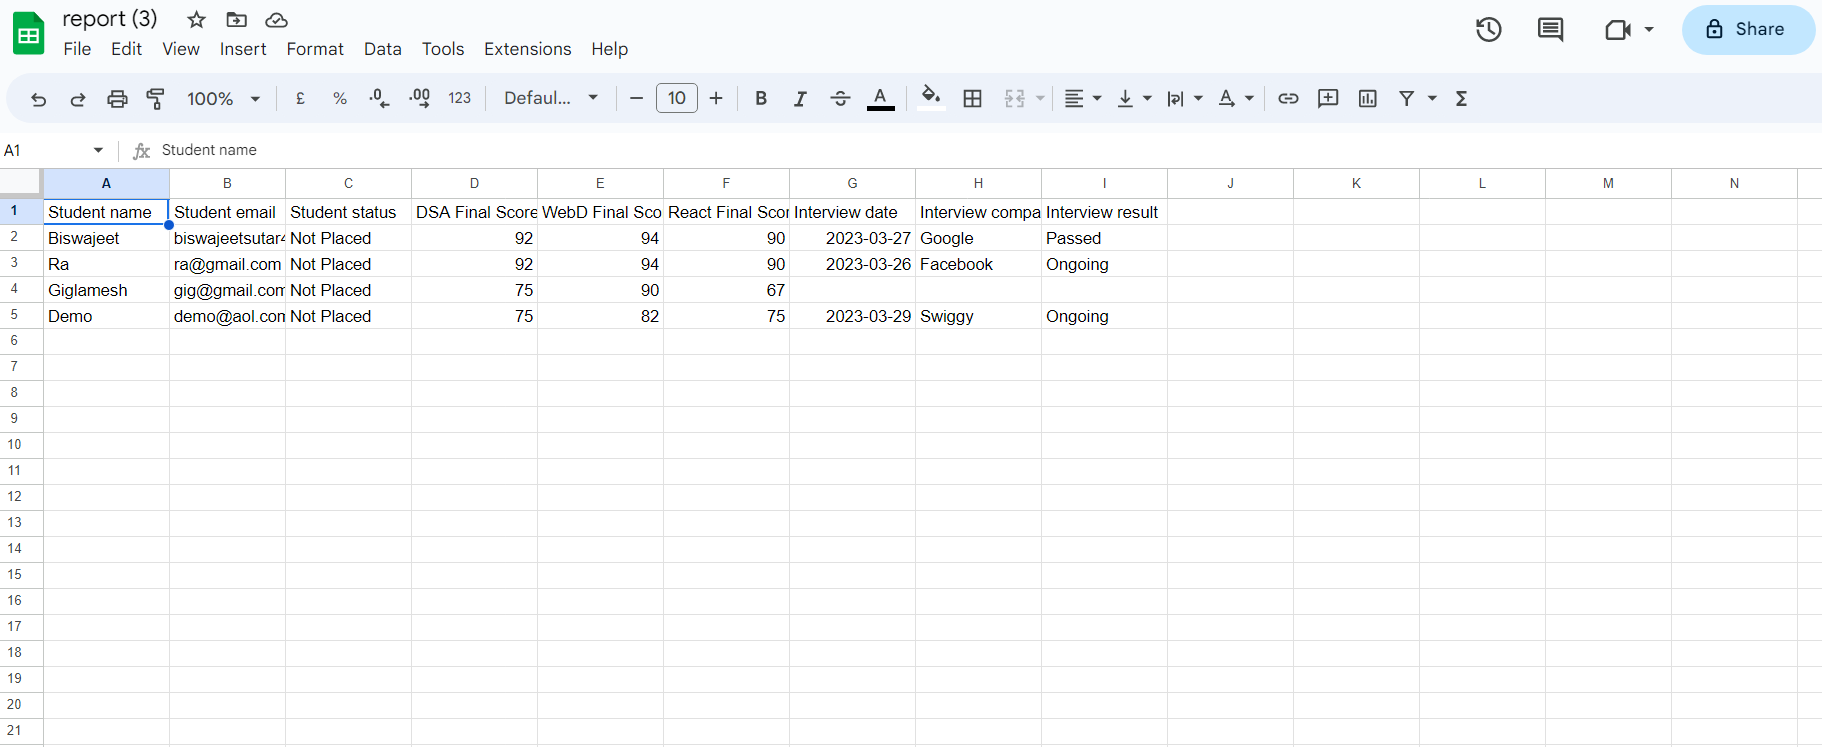 report (3)
File Edit View Insert Format Data Tools Extensions Help
Share
100% £ % .0 .00 123 Defaul... 10 B I S A A Σ
A1 fx Student name
A B C D E F G H I J K L M N
1 Student name Student email Student status DSA Final Score WebD Final Sco React Final Scor Interview date Interview compa Interview result
2 Biswajeet biswajeetsutar4 Not Placed 92 94 90 2023-03-27 Google Passed
3 Ra ra@gmail.com Not Placed 92 94 90 2023-03-26 Facebook Ongoing
4 Giglamesh gig@gmail.com Not Placed 75 90 67
5 Demo demo@aol.com Not Placed 75 82 75 2023-03-29 Swiggy Ongoing
6
7
8
9
10
11
12
13
14
15
16
17
18
19
20
21